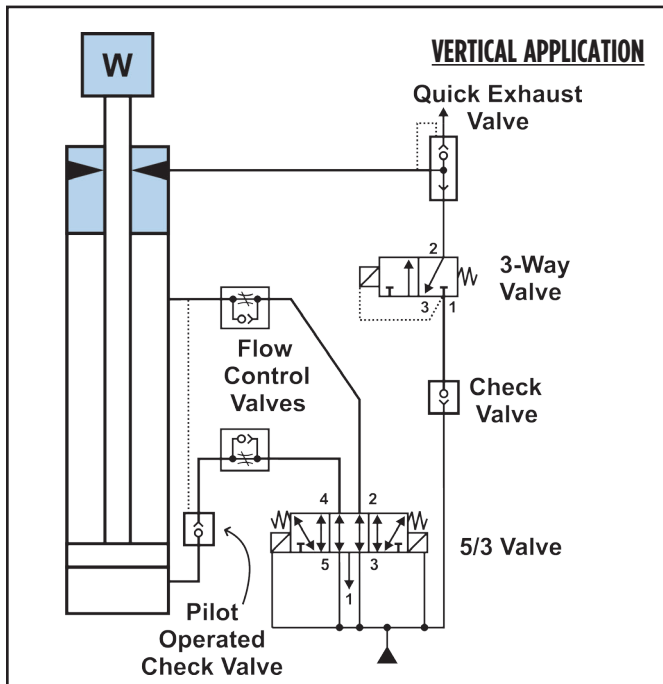 VERTICAL APPLICATION
W
Quick Exhaust
Valve
2
3-Way
Valve
3 1
Flow
Control
Valves
Check
Valve
4 2
5/3 Valve
5 3
1
Pilot
Operated
Check Valve